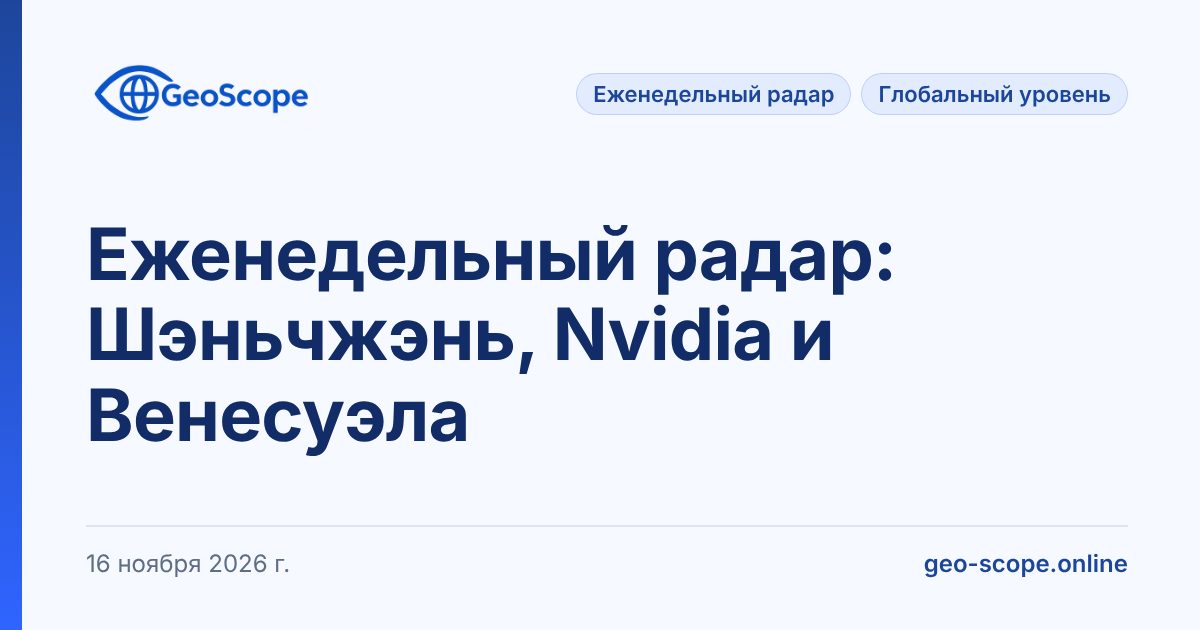 GeoScope
Еженедельный радар
Глобальный уровень
Еженедельный радар:
Шэньчжэнь, Nvidia и
Венесуэла
16 ноября 2026 г.
geo-scope.online